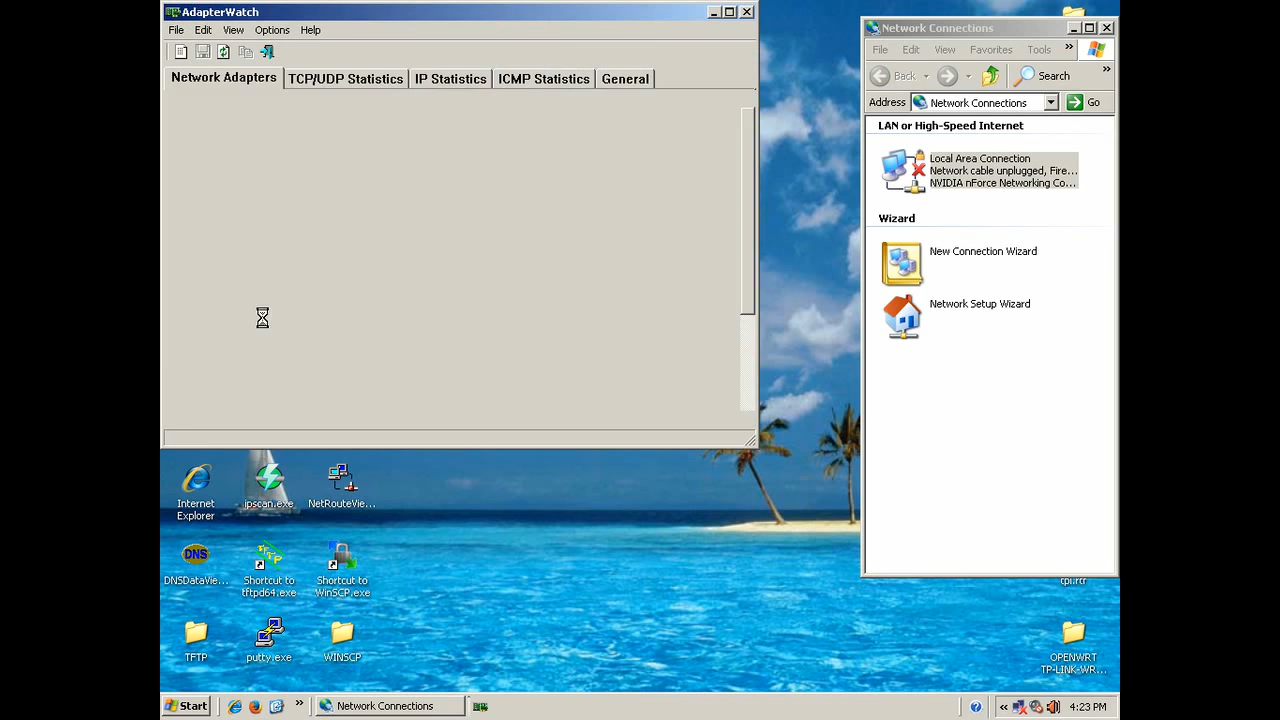 AdapterWatch
File Edit View Options Help
Network Adapters TCP/UDP Statistics IP Statistics ICMP Statistics General
Network Connections
File Edit View Favorites Tools »
Back Search »
Address Network Connections Go
LAN or High-Speed Internet
Local Area Connection
Network cable unplugged, Fire...
NVIDIA nForce Networking Co...
Wizard
New Connection Wizard
Network Setup Wizard
Internet
Explorer
ipscan.exe
NetRouteVie...
DNS
DNSDataVie...
TFTP
Shortcut to
tftpd64.exe
Shortcut to
WinSCP.exe
TFTP
putty.exe
WINSCP
cpl.rtf
OPENWRT
TP-LINK-WR...
Start » Network Connections « 4:23 PM